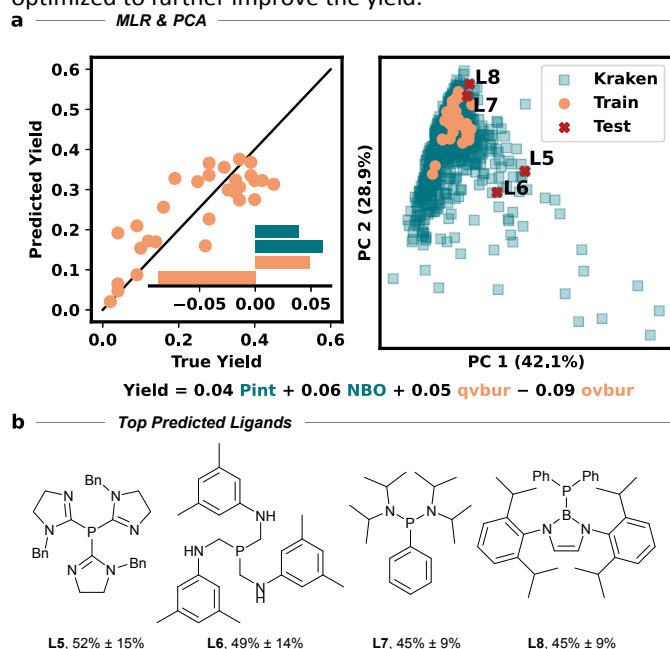 optimized to further improve the yield.
a MLR & PCA
0.6
0.5
0.4
0.3
0.2
0.1
0.0
Predicted Yield
−0.05 0.00 0.05
0.0 0.2 0.4 0.6
True Yield
PC 2 (28.9%)
L8
L7
L5
L6
Kraken
Train
Test
PC 1 (42.1%)
Yield = 0.04 Pint + 0.06 NBO + 0.05 qvbur − 0.09 ovbur
b Top Predicted Ligands
Bn
N
N
N
N
P
N
Bn
N
Bn
L5, 52% ± 15%
NH
HN
P
N
H
L6, 49% ± 14%
N
N
P
L7, 45% ± 9%
Ph
Ph
P
B
N
N
L8, 45% ± 9%